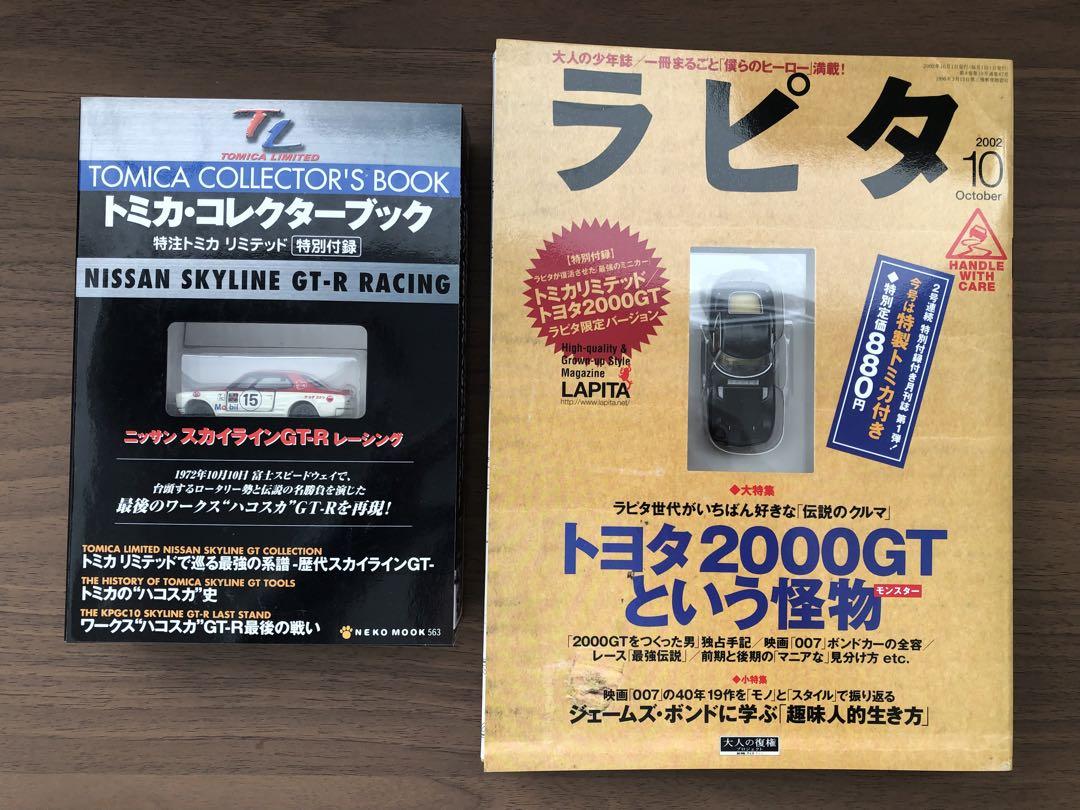 TL
TOMICA LIMITED
TOMICA COLLECTOR'S BOOK
トミカ・コレクターブック
特注トミカ リミテッド 特別付録
NISSAN SKYLINE GT-R RACING
15
Mobil
ニッサン スカイラインGT-R レーシング
1972年10月10日 富士スピードウェイで、
台頭するロータリー勢と伝説の名勝負を演じた
最後のワークス“ハコスカ”GT-Rを再現!
TOMICA LIMITED NISSAN SKYLINE GT COLLECTION
トミカ リミテッドで巡る最強の系譜-歴代スカイラインGT-
THE HISTORY OF TOMICA SKYLINE GT TOOLS
トミカの“ハコスカ”史
THE KPGC10 SKYLINE GT-R LAST STAND
ワークス“ハコスカ”GT-R最後の戦い
NEKO MOOK 563
大人の少年誌/一冊まるごと「僕らのヒーロー」満載!
ラピタ
2002
10
October
HANDLE
WITH
CARE
【特別付録】
ラピタが復活させた「最強のミニカー」
トミカリミテッド
トヨタ2000GT
ラピタ限定バージョン
High-quality &
Grown-up Style
Magazine
LAPITA
http://www.lapita.net/
2号連続 特別付録付き月刊誌 第1弾!
今号は特製トミカ付き
◆特別定価880円
◆大特集
ラピタ世代がいちばん好きな「伝説のクルマ」
トヨタ2000GT
という怪物
モンスター
「2000GTをつくった男」独占手記/映画「007」ボンドカーの全容/
レース「最強伝説」/前期と後期の「マニアな」見分け方 etc.
◆小特集
映画「007」の40年19作を「モノ」と「スタイル」で振り返る
ジェームズ・ボンドに学ぶ「趣味人的生き方」
大人の復権
プロジェクト